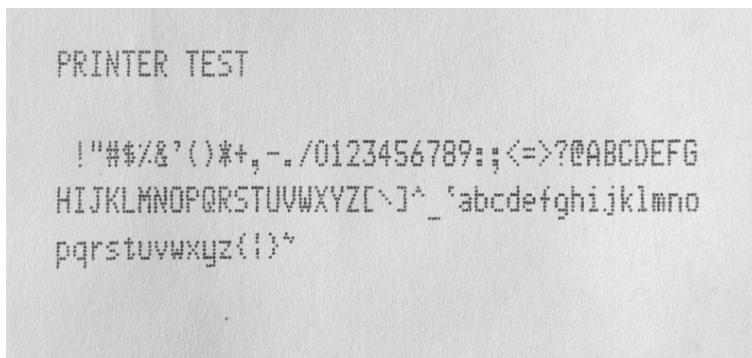 PRINTER TEST
!"#$%&'()*+,-./0123456789:;<=>?@ABCDEFG
HIJKLMNOPQRSTUVWXYZ[\]^_`abcdefghijklmno
pqrstuvwxyz{¦}~